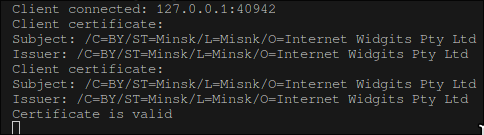 Client connected: 127.0.0.1:40942
Client certificate:
Subject: /C=BY/ST=Minsk/L=Misnk/O=Internet Widgits Pty Ltd
Issuer: /C=BY/ST=Minsk/L=Misnk/O=Internet Widgits Pty Ltd
Client certificate:
Subject: /C=BY/ST=Minsk/L=Misnk/O=Internet Widgits Pty Ltd
Issuer: /C=BY/ST=Minsk/L=Misnk/O=Internet Widgits Pty Ltd
Certificate is valid